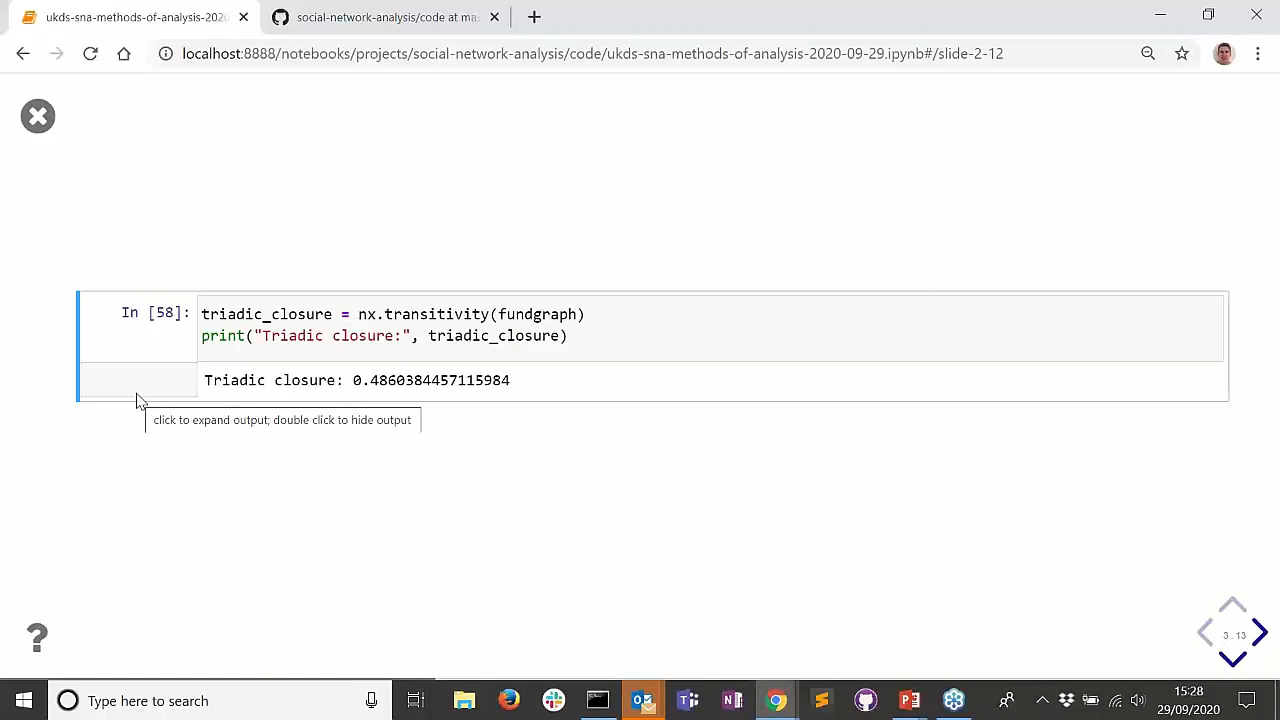 ukds-sna-methods-of-analysis-2020
social-network-analysis/code at ma
localhost:8888/notebooks/projects/social-network-analysis/code/ukds-sna-methods-of-analysis-2020-09-29.ipynb#/slide-2-12
In [58]:
triadic_closure = nx.transitivity(fundgraph)
print("Triadic closure:", triadic_closure)
Triadic closure: 0.4860384457115984
click to expand output; double click to hide output
?
3 . 13
Type here to search
15:28
29/09/2020